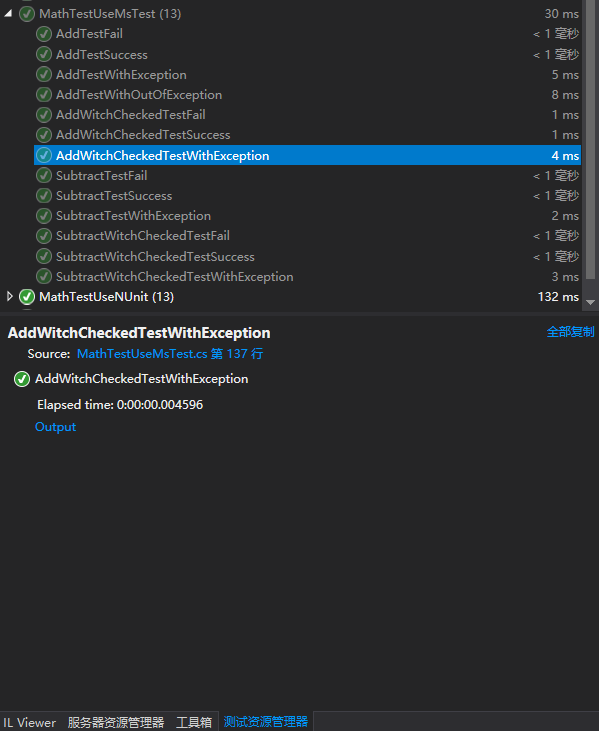 MathTestUseMsTest (13) 30 ms
AddTestFail < 1 毫秒
AddTestSuccess < 1 毫秒
AddTestWithException 5 ms
AddTestWithOutOfException 8 ms
AddWitchCheckedTestFail 1 ms
AddWitchCheckedTestSuccess 1 ms
AddWitchCheckedTestWithException 4 ms
SubtractTestFail < 1 毫秒
SubtractTestSuccess < 1 毫秒
SubtractTestWithException 2 ms
SubtractWitchCheckedTestFail < 1 毫秒
SubtractWitchCheckedTestSuccess < 1 毫秒
SubtractWitchCheckedTestWithException 3 ms
MathTestUseNUnit (13) 132 ms
AddWitchCheckedTestWithException 全部复制
Source: MathTestUseMsTest.cs 第 137 行
AddWitchCheckedTestWithException
Elapsed time: 0:00:00.004596
Output
IL Viewer 服务器资源管理器 工具箱 测试资源管理器